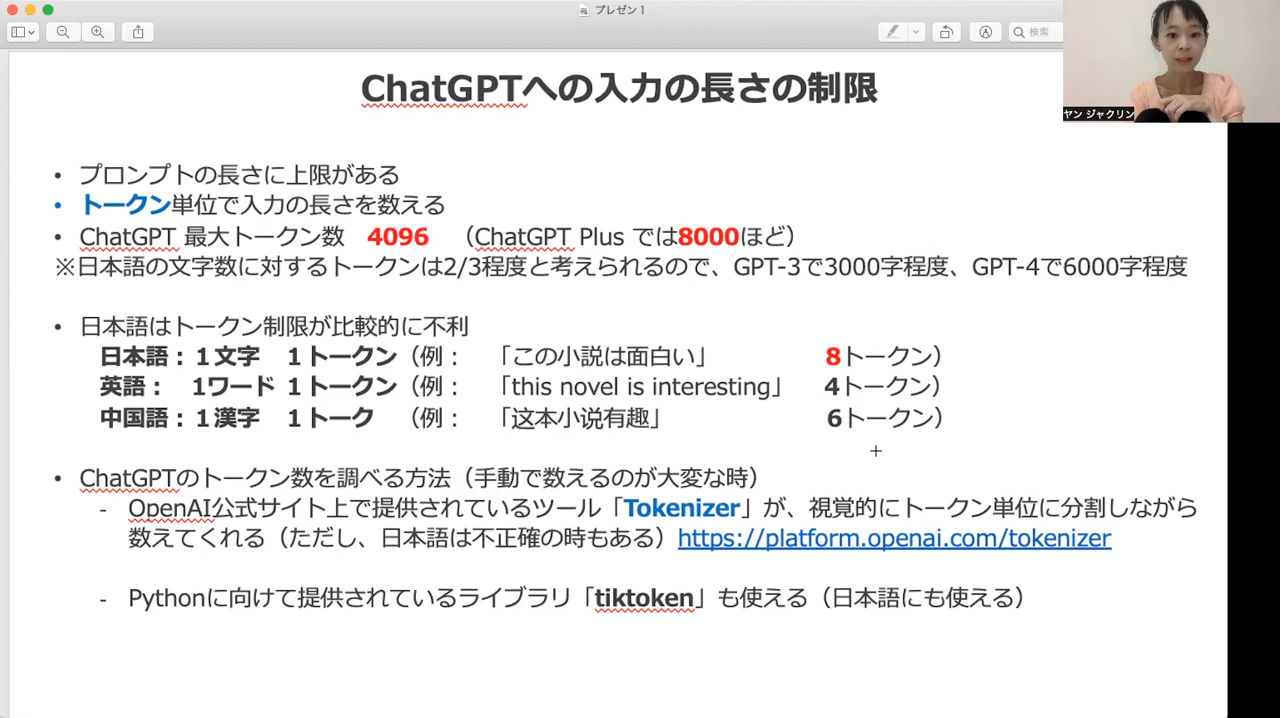 プレゼン 1
検索
ヤン ジャクリン
ChatGPTへの入力の長さの制限
• プロンプトの長さに上限がある
• トークン単位で入力の長さを数える
• ChatGPT 最大トークン数 4096 （ChatGPT Plus では8000ほど）
※日本語の文字数に対するトークンは2/3程度と考えられるので、GPT-3で3000字程度、GPT-4で6000字程度
• 日本語はトークン制限が比較的に不利
日本語：１文字 １トークン（例： 「この小説は面白い」 8トークン）
英語： 1ワード １トークン（例： 「this novel is interesting」 4トークン）
中国語：１漢字 １トーク （例： 「这本小说有趣」 6トークン）
• ChatGPTのトークン数を調べる方法（手動で数えるのが大変な時）
- OpenAI公式サイト上で提供されているツール「Tokenizer」が、視覚的にトークン単位に分割しながら
数えてくれる（ただし、日本語は不正確の時もある）https://platform.openai.com/tokenizer
- Pythonに向けて提供されているライブラリ「tiktoken」も使える（日本語にも使える）